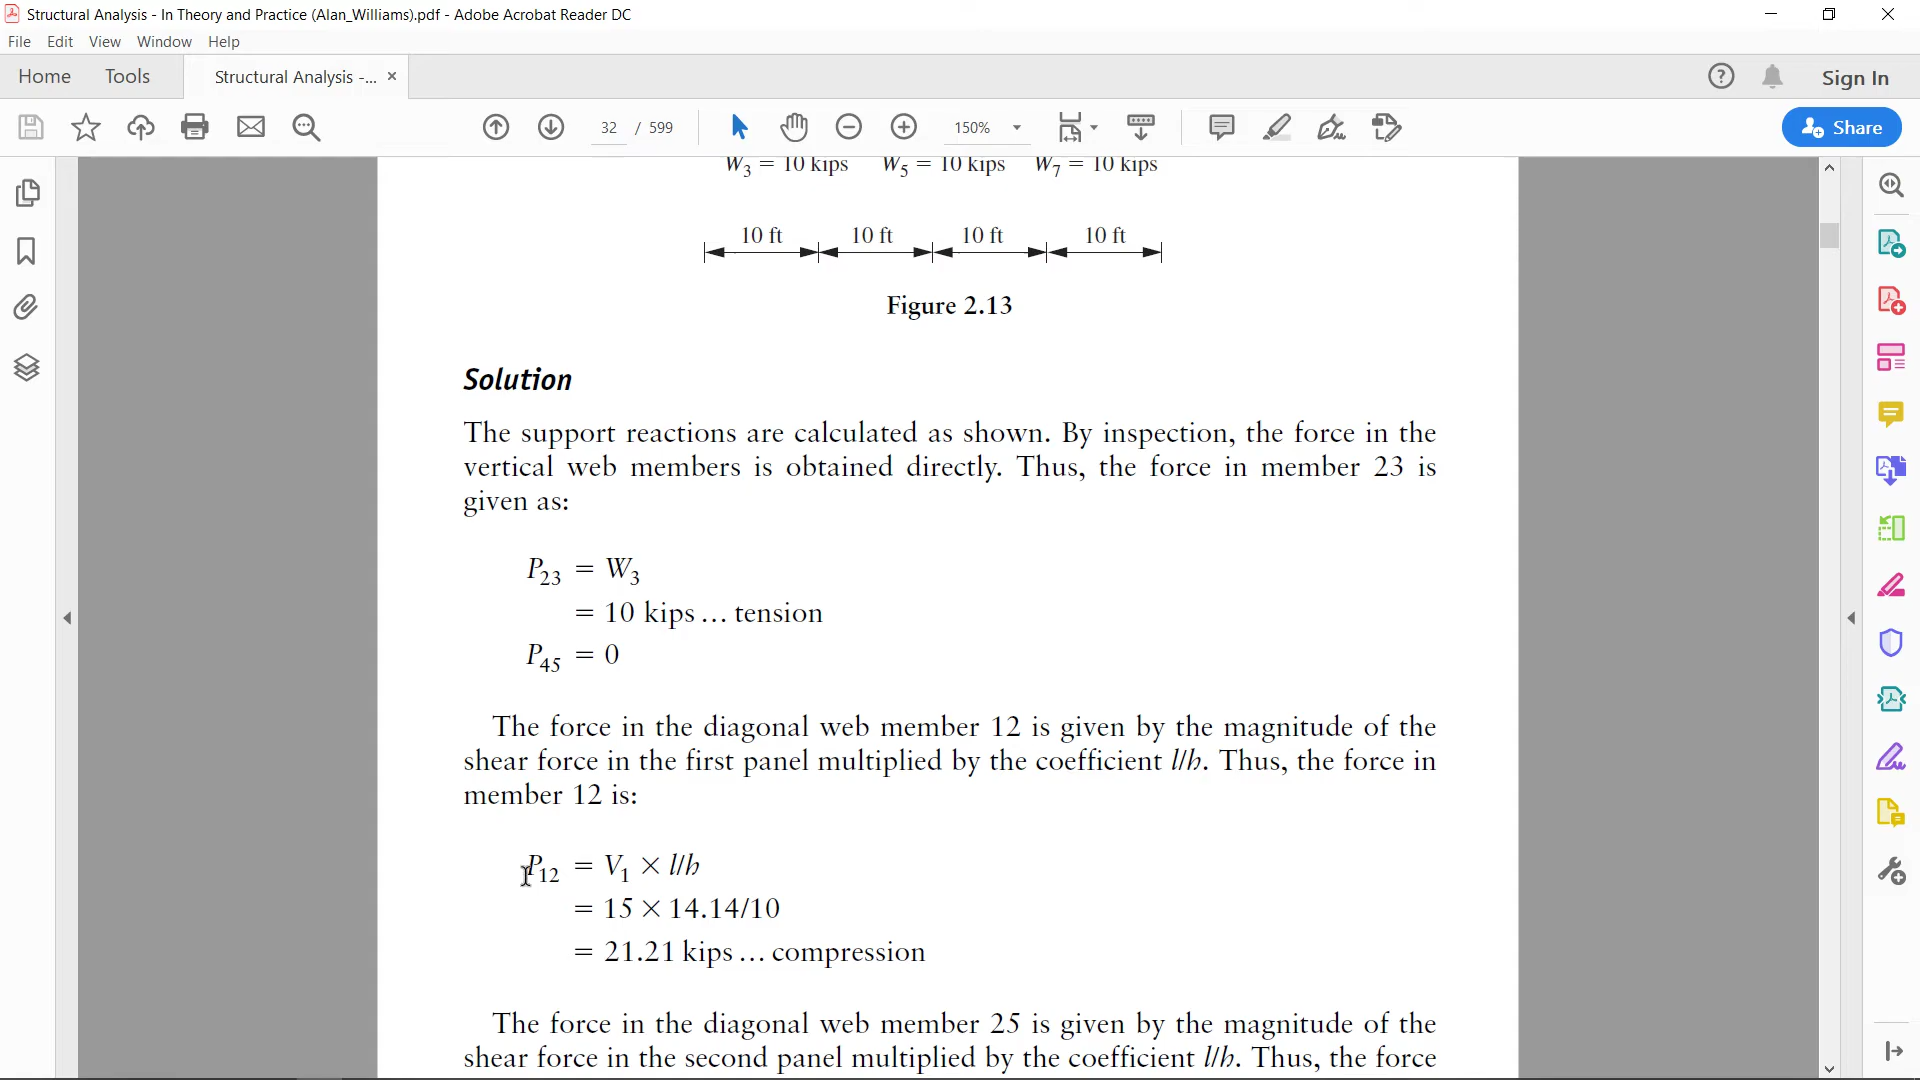 Structural Analysis - In Theory and Practice (Alan_Williams).pdf - Adobe Acrobat Reader DC
File Edit View Window Help
Home Tools Structural Analysis -... × Sign In
32 / 599 150% Share
W3 = 10 kips W5 = 10 kips W7 = 10 kips
10 ft 10 ft 10 ft 10 ft
Figure 2.13
Solution
The support reactions are calculated as shown. By inspection, the force in the
vertical web members is obtained directly. Thus, the force in member 23 is
given as:
P23 = W3
= 10 kips … tension
P45 = 0
The force in the diagonal web member 12 is given by the magnitude of the
shear force in the first panel multiplied by the coefficient l/h. Thus, the force in
member 12 is:
P12 = V1 × l/h
= 15 × 14.14/10
= 21.21 kips … compression
The force in the diagonal web member 25 is given by the magnitude of the
shear force in the second panel multiplied by the coefficient l/h. Thus, the force